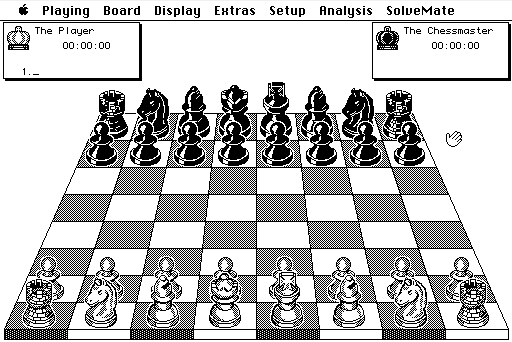 Playing Board Display Extras Setup Analysis SolveMate
The Player
00:00:00
1._
The Chessmaster
00:00:00